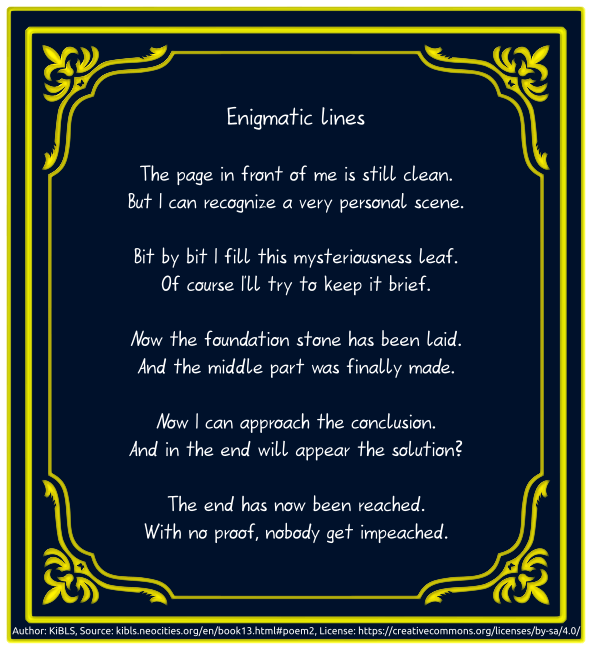 Enigmatic lines
The page in front of me is still clean.
But I can recognize a very personal scene.
Bit by bit I fill this mysteriousness leaf.
Of course I'll try to keep it brief.
Now the foundation stone has been laid.
And the middle part was finally made.
Now I can approach the conclusion.
And in the end will appear the solution?
The end has now been reached.
With no proof, nobody get impeached.
Author: KiBLS, Source: kibls.neocities.org/en/book13.html#poem2, License: https://creativecommons.org/licenses/by-sa/4.0/